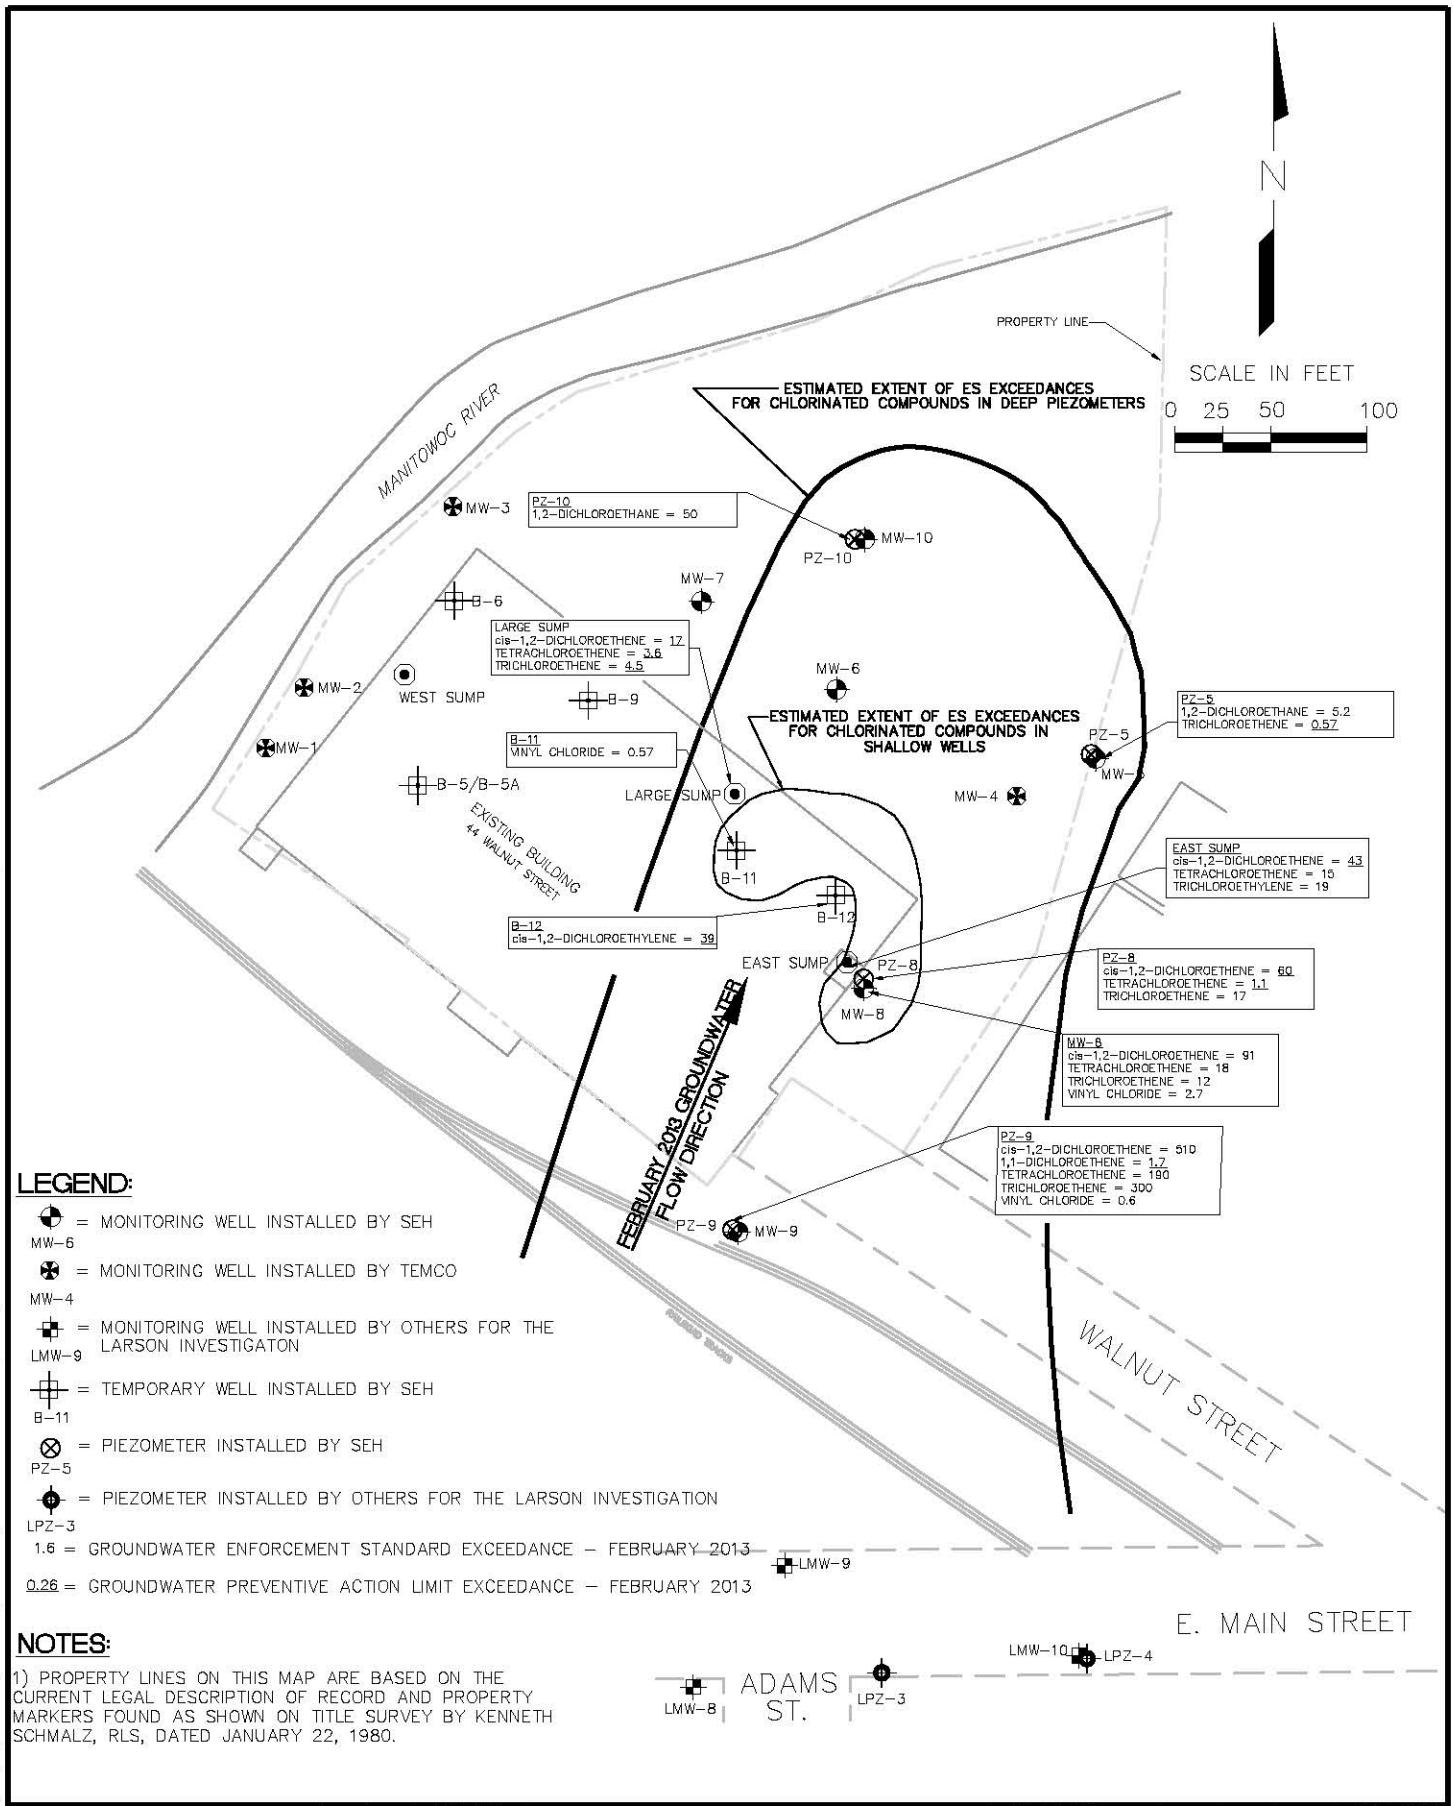 N
PROPERTY LINE
SCALE IN FEET
0 25 50 100
ESTIMATED EXTENT OF ES EXCEEDANCES
FOR CHLORINATED COMPOUNDS IN DEEP PIEZOMETERS
MANITOWOC RIVER
MW-3
PZ-10
1,2-DICHLOROETHANE = 50
MW-10
PZ-10
MW-7
B-6
LARGE SUMP
cis-1,2-DICHLOROETHENE = 17
TETRACHLOROETHENE = 3.6
TRICHLOROETHENE = 4.5
MW-6
MW-2
WEST SUMP
B-9
ESTIMATED EXTENT OF ES EXCEEDANCES
FOR CHLORINATED COMPOUNDS IN
SHALLOW WELLS
PZ-5
1,2-DICHLOROETHANE = 5.2
TRICHLOROETHENE = 0.57
MW-1
B-11
VINYL CHLORIDE = 0.57
PZ-5
B-5/B-5A
LARGE SUMP
MW-4
EXISTING BUILDING
44 WALNUT STREET
B-11
EAST SUMP
cis-1,2-DICHLOROETHENE = 43
TETRACHLOROETHENE = 15
TRICHLOROETHYLENE = 19
B-12
B-12
cis-1,2-DICHLOROETHYLENE = 39
EAST SUMP
PZ-8
PZ-8
cis-1,2-DICHLOROETHENE = 60
TETRACHLOROETHENE = 1.1
TRICHLOROETHENE = 17
MW-8
MW-8
cis-1,2-DICHLOROETHENE = 91
TETRACHLOROETHENE = 18
TRICHLOROETHENE = 12
VINYL CHLORIDE = 2.7
FEBRUARY 2013 GROUNDWATER
FLOW DIRECTION
PZ-9
cis-1,2-DICHLOROETHENE = 510
1,1-DICHLOROETHENE = 1.7
TETRACHLOROETHENE = 190
TRICHLOROETHENE = 300
VINYL CHLORIDE = 0.6
PZ-9
MW-9
RAILROAD TRACKS
WALNUT STREET
LEGEND:
= MONITORING WELL INSTALLED BY SEH
MW-6
= MONITORING WELL INSTALLED BY TEMCO
MW-4
= MONITORING WELL INSTALLED BY OTHERS FOR THE
LARSON INVESTIGATON
LMW-9
= TEMPORARY WELL INSTALLED BY SEH
B-11
= PIEZOMETER INSTALLED BY SEH
PZ-5
= PIEZOMETER INSTALLED BY OTHERS FOR THE LARSON INVESTIGATION
LPZ-3
1.6 = GROUNDWATER ENFORCEMENT STANDARD EXCEEDANCE - FEBRUARY 2013
0.26 = GROUNDWATER PREVENTIVE ACTION LIMIT EXCEEDANCE - FEBRUARY 2013
LMW-9
E. MAIN STREET
LMW-10
LPZ-4
LMW-8
ADAMS
ST.
LPZ-3
NOTES:
1) PROPERTY LINES ON THIS MAP ARE BASED ON THE
CURRENT LEGAL DESCRIPTION OF RECORD AND PROPERTY
MARKERS FOUND AS SHOWN ON TITLE SURVEY BY KENNETH
SCHMALZ, RLS, DATED JANUARY 22, 1980.